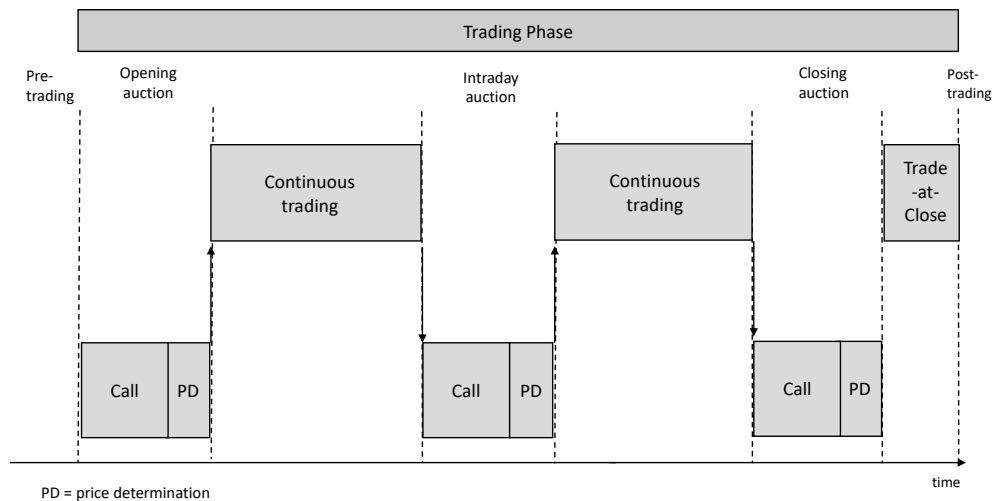 Trading Phase
Pre-
trading
Opening
auction
Intraday
auction
Closing
auction
Post-
trading
Continuous
trading
Continuous
trading
Trade
-at-
Close
Call
PD
Call
PD
Call
PD
time
PD = price determination